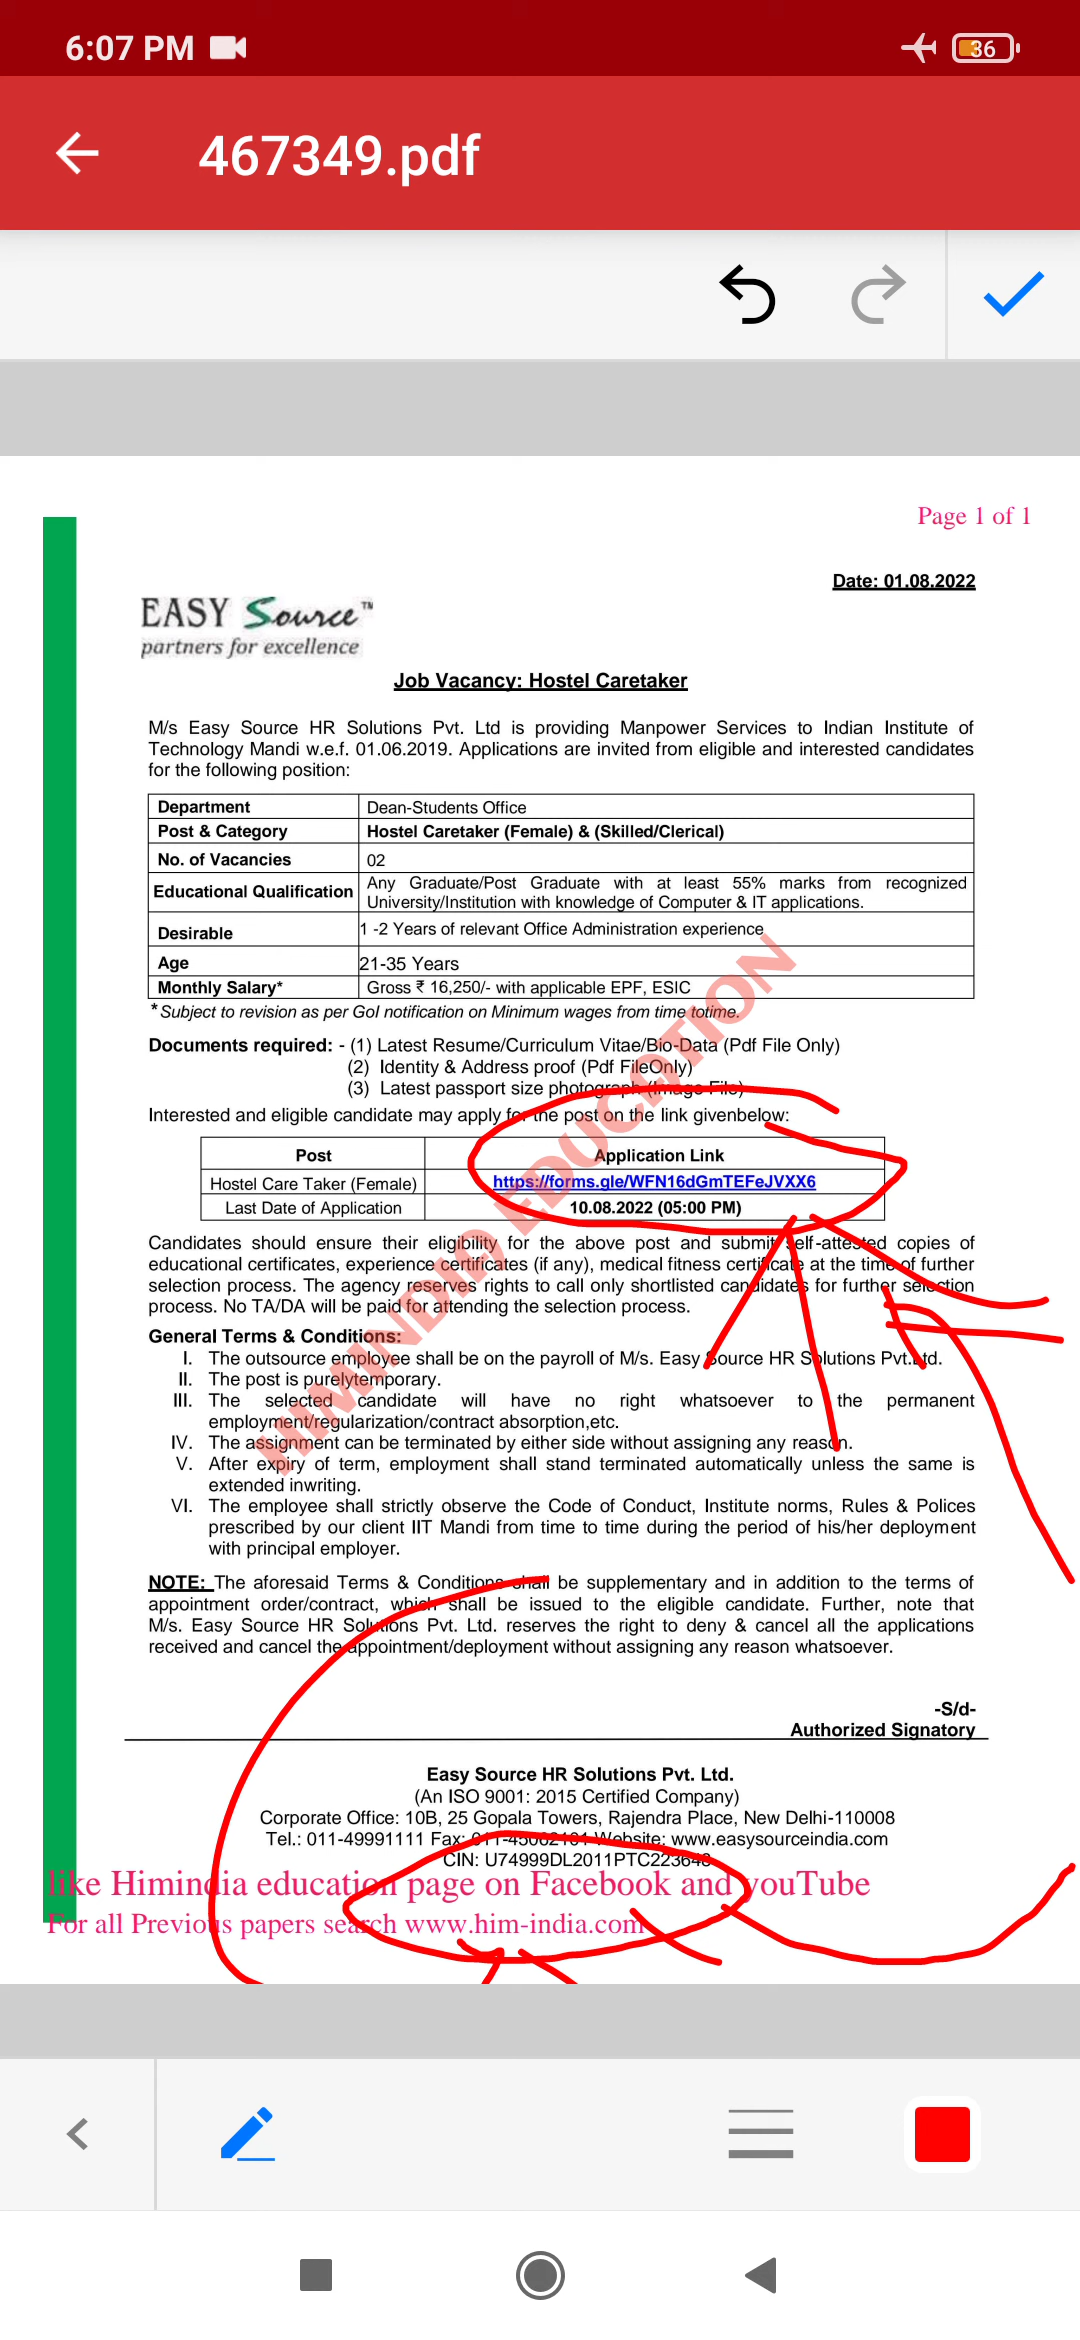 6:07 PM
36
467349.pdf
Page 1 of 1
Date: 01.08.2022
EASY Source™
partners for excellence
Job Vacancy: Hostel Caretaker
M/s Easy Source HR Solutions Pvt. Ltd is providing Manpower Services to Indian Institute of
Technology Mandi w.e.f. 01.06.2019. Applications are invited from eligible and interested candidates
for the following position:
Department Dean-Students Office
Post & Category Hostel Caretaker (Female) & (Skilled/Clerical)
No. of Vacancies 02
Educational Qualification Any Graduate/Post Graduate with at least 55% marks from recognized
University/Institution with knowledge of Computer & IT applications.
Desirable 1 -2 Years of relevant Office Administration experience
Age 21-35 Years
Monthly Salary* Gross ₹ 16,250/- with applicable EPF, ESIC
*Subject to revision as per GoI notification on Minimum wages from time totime.
Documents required: - (1) Latest Resume/Curriculum Vitae/Bio-Data (Pdf File Only)
(2) Identity & Address proof (Pdf FileOnly)
(3) Latest passport size photograph (Image File)
Interested and eligible candidate may apply for the post on the link givenbelow:
Post Application Link
Hostel Care Taker (Female) https://forms.gle/WFN16dGmTEFeJVXX6
Last Date of Application 10.08.2022 (05:00 PM)
Candidates should ensure their eligibility for the above post and submit self-attested copies of
educational certificates, experience certificates (if any), medical fitness certificate at the time of further
selection process. The agency reserves rights to call only shortlisted candidates for further selection
process. No TA/DA will be paid for attending the selection process.
General Terms & Conditions:
I. The outsource employee shall be on the payroll of M/s. Easy Source HR Solutions Pvt.Ltd.
II. The post is purelytemporary.
III. The selected candidate will have no right whatsoever to the permanent
employment/regularization/contract absorption,etc.
IV. The assignment can be terminated by either side without assigning any reason.
V. After expiry of term, employment shall stand terminated automatically unless the same is
extended inwriting.
VI. The employee shall strictly observe the Code of Conduct, Institute norms, Rules & Polices
prescribed by our client IIT Mandi from time to time during the period of his/her deployment
with principal employer.
NOTE: The aforesaid Terms & Conditions shall be supplementary and in addition to the terms of
appointment order/contract, which shall be issued to the eligible candidate. Further, note that
M/s. Easy Source HR Solutions Pvt. Ltd. reserves the right to deny & cancel all the applications
received and cancel the appointment/deployment without assigning any reason whatsoever.
HIMINDIA EDUCATION
-S/d-
Authorized Signatory
Easy Source HR Solutions Pvt. Ltd.
(An ISO 9001: 2015 Certified Company)
Corporate Office: 10B, 25 Gopala Towers, Rajendra Place, New Delhi-110008
Tel.: 011-49991111 Fax: Website: www.easysourceindia.com
CIN: U74999DL2011PTC223648
like Himindia education page on Facebook and youTube
For all Previous papers search www.him-india.com